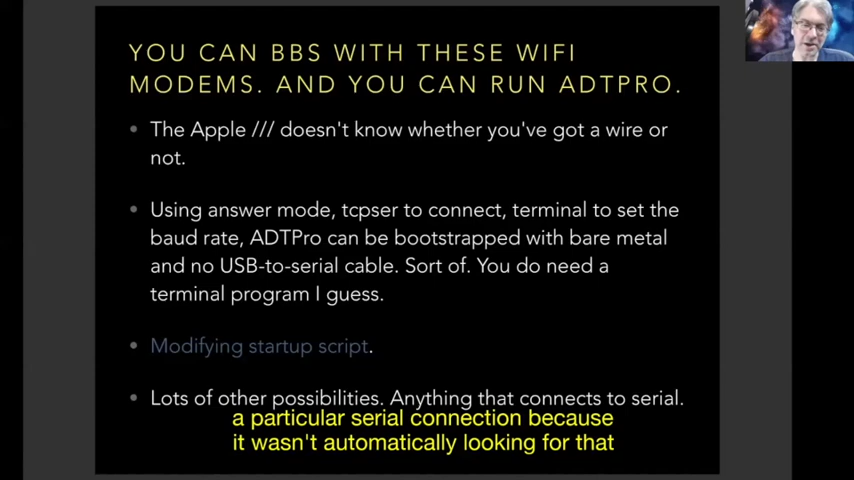 YOU CAN BBS WITH THESE WIFI
MODEMS. AND YOU CAN RUN ADTPRO.
• The Apple /// doesn't know whether you've got a wire or
not.
• Using answer mode, tcpser to connect, terminal to set the
baud rate, ADTPro can be bootstrapped with bare metal
and no USB-to-serial cable. Sort of. You do need a
terminal program I guess.
• Modifying startup script.
• Lots of other possibilities. Anything that connects to serial.
a particular serial connection because
it wasn't automatically looking for that